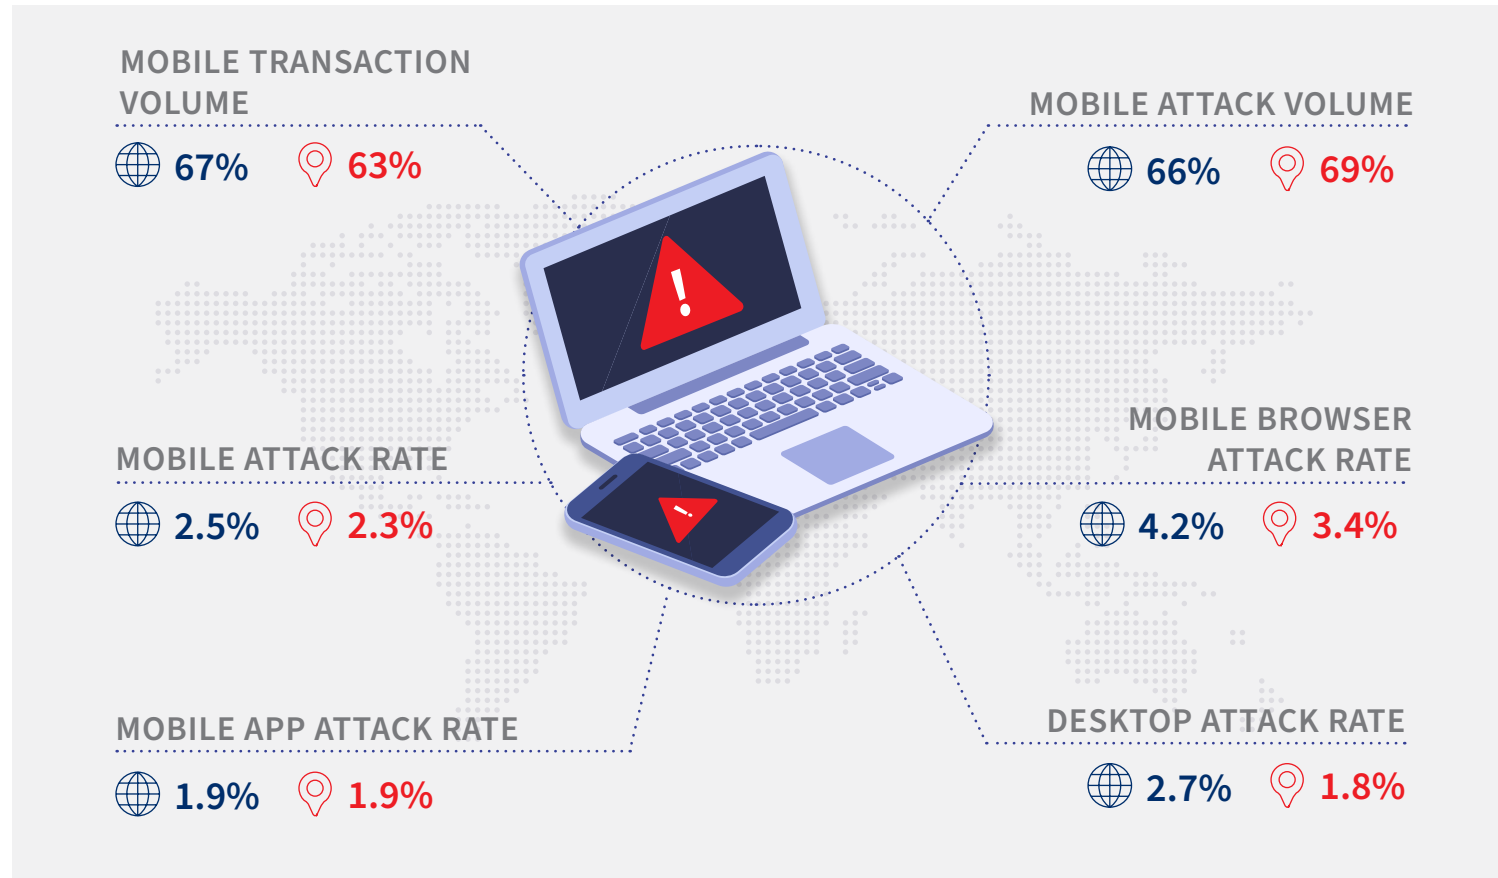 MOBILE TRANSACTION
VOLUME
67% 63%
MOBILE ATTACK VOLUME
66% 69%
MOBILE ATTACK RATE
2.5% 2.3%
MOBILE BROWSER
ATTACK RATE
4.2% 3.4%
MOBILE APP ATTACK RATE
1.9% 1.9%
DESKTOP ATTACK RATE
2.7% 1.8%